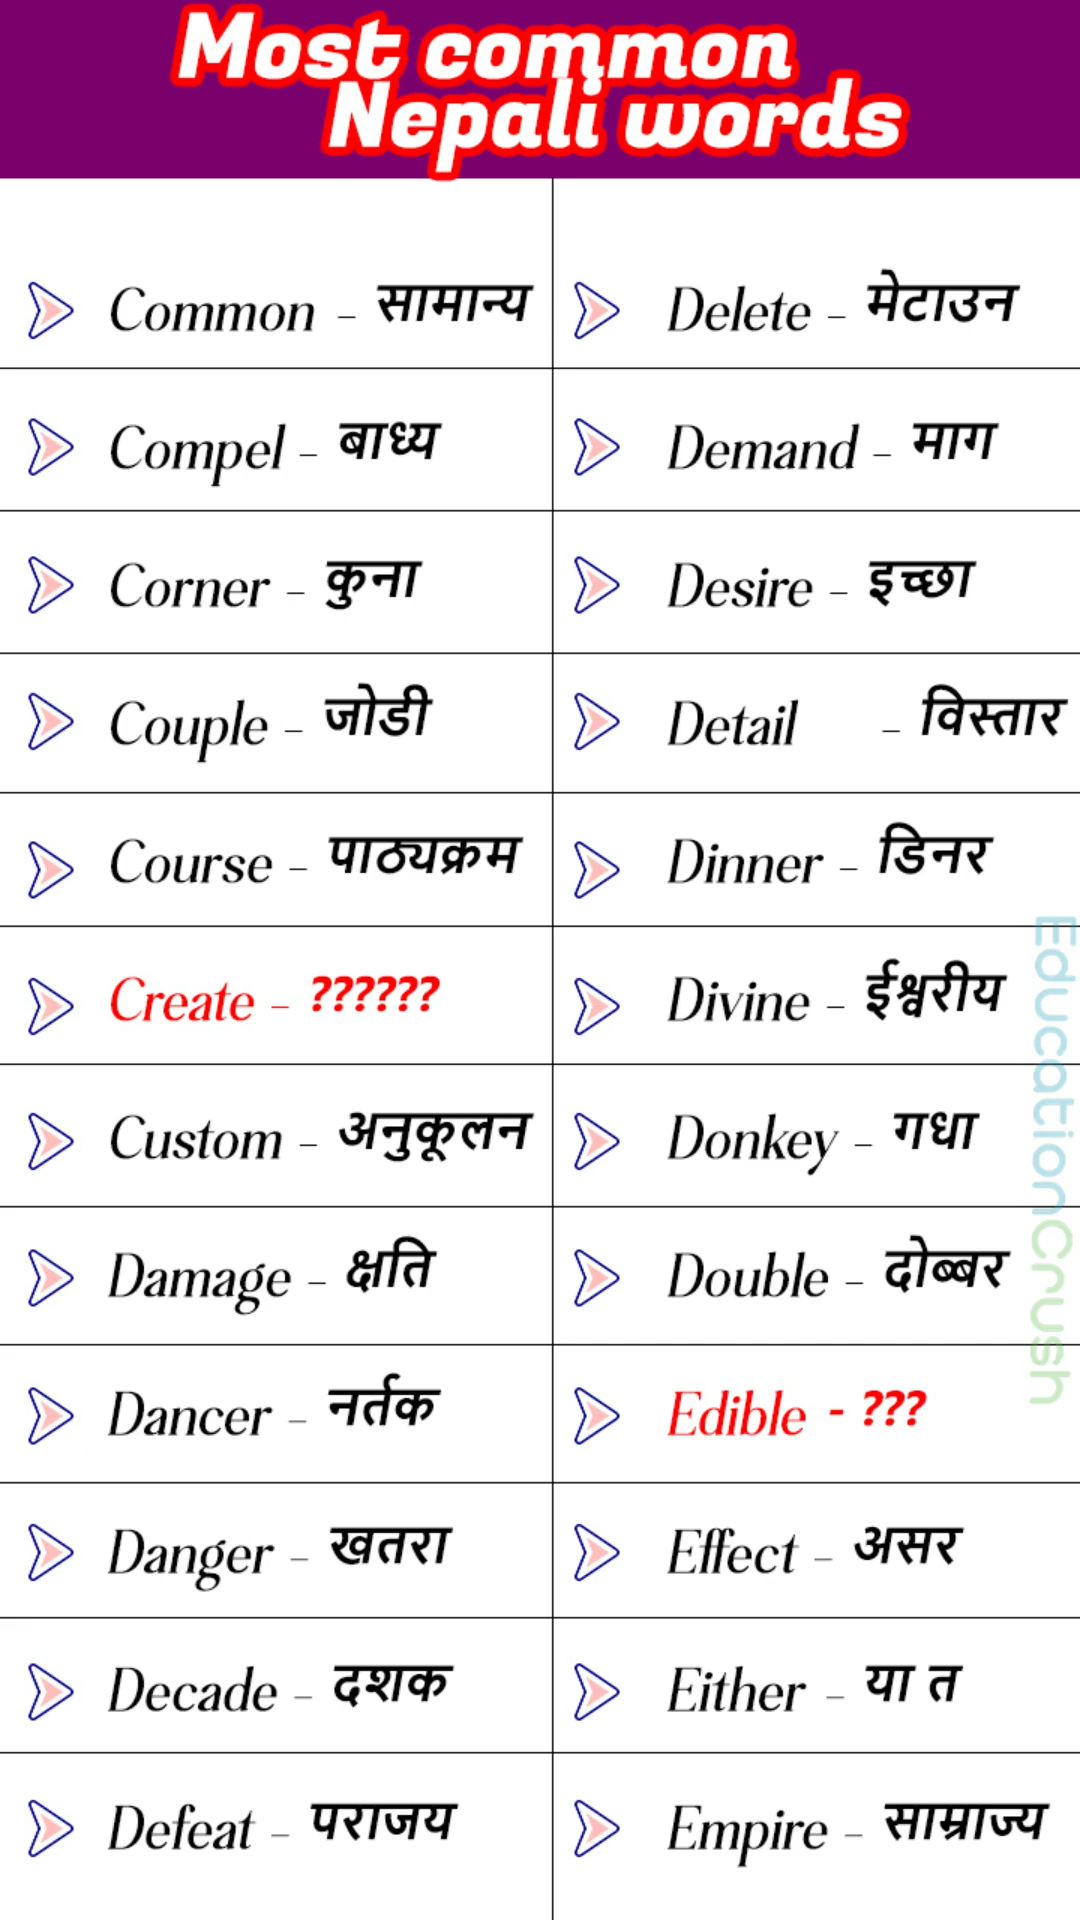 Most common
Nepali words
Common - सामान्य
Compel - बाध्य
Corner - कुना
Couple - जोडी
Course - पाठ्यक्रम
Create - ??????
Custom - अनुकूलन
Damage - क्षति
Dancer - नर्तक
Danger - खतरा
Decade - दशक
Defeat - पराजय
Delete - मेटाउन
Demand - माग
Desire - इच्छा
Detail - विस्तार
Dinner - डिनर
Divine - ईश्वरीय
Donkey - गधा
Double - दोब्बर
Edible - ???
Effect - असर
Either - या त
Empire - साम्राज्य
EducationCrush